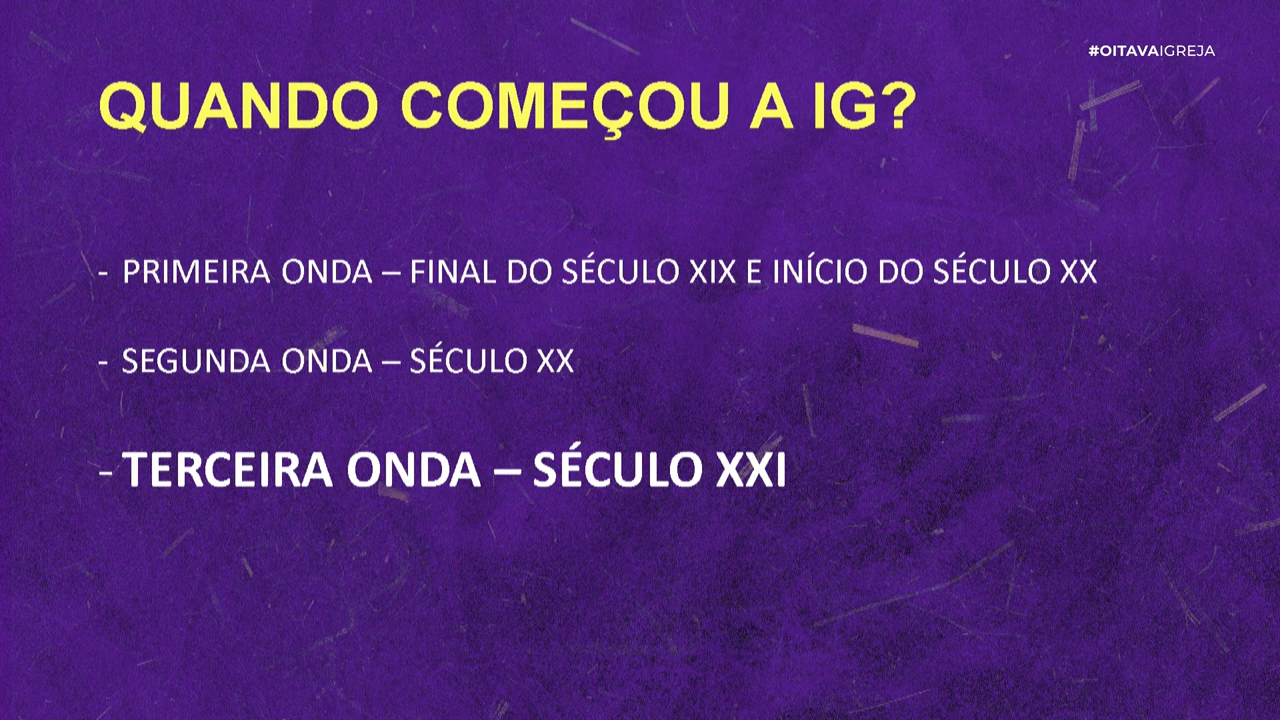 #OITAVAIGREJA
QUANDO COMEÇOU A IG?
- PRIMEIRA ONDA – FINAL DO SÉCULO XIX E INÍCIO DO SÉCULO XX
- SEGUNDA ONDA – SÉCULO XX
- TERCEIRA ONDA – SÉCULO XXI